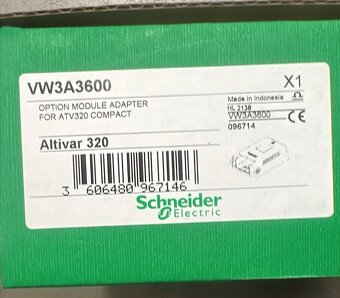 VW3A3600
X1
OPTION MODULE ADAPTER
FOR ATV320 COMPACT
Made in Indonesia
HL 2138
VW3A3600
CE
096714
Altivar 320
3 606480 967146
Schneider
Electric